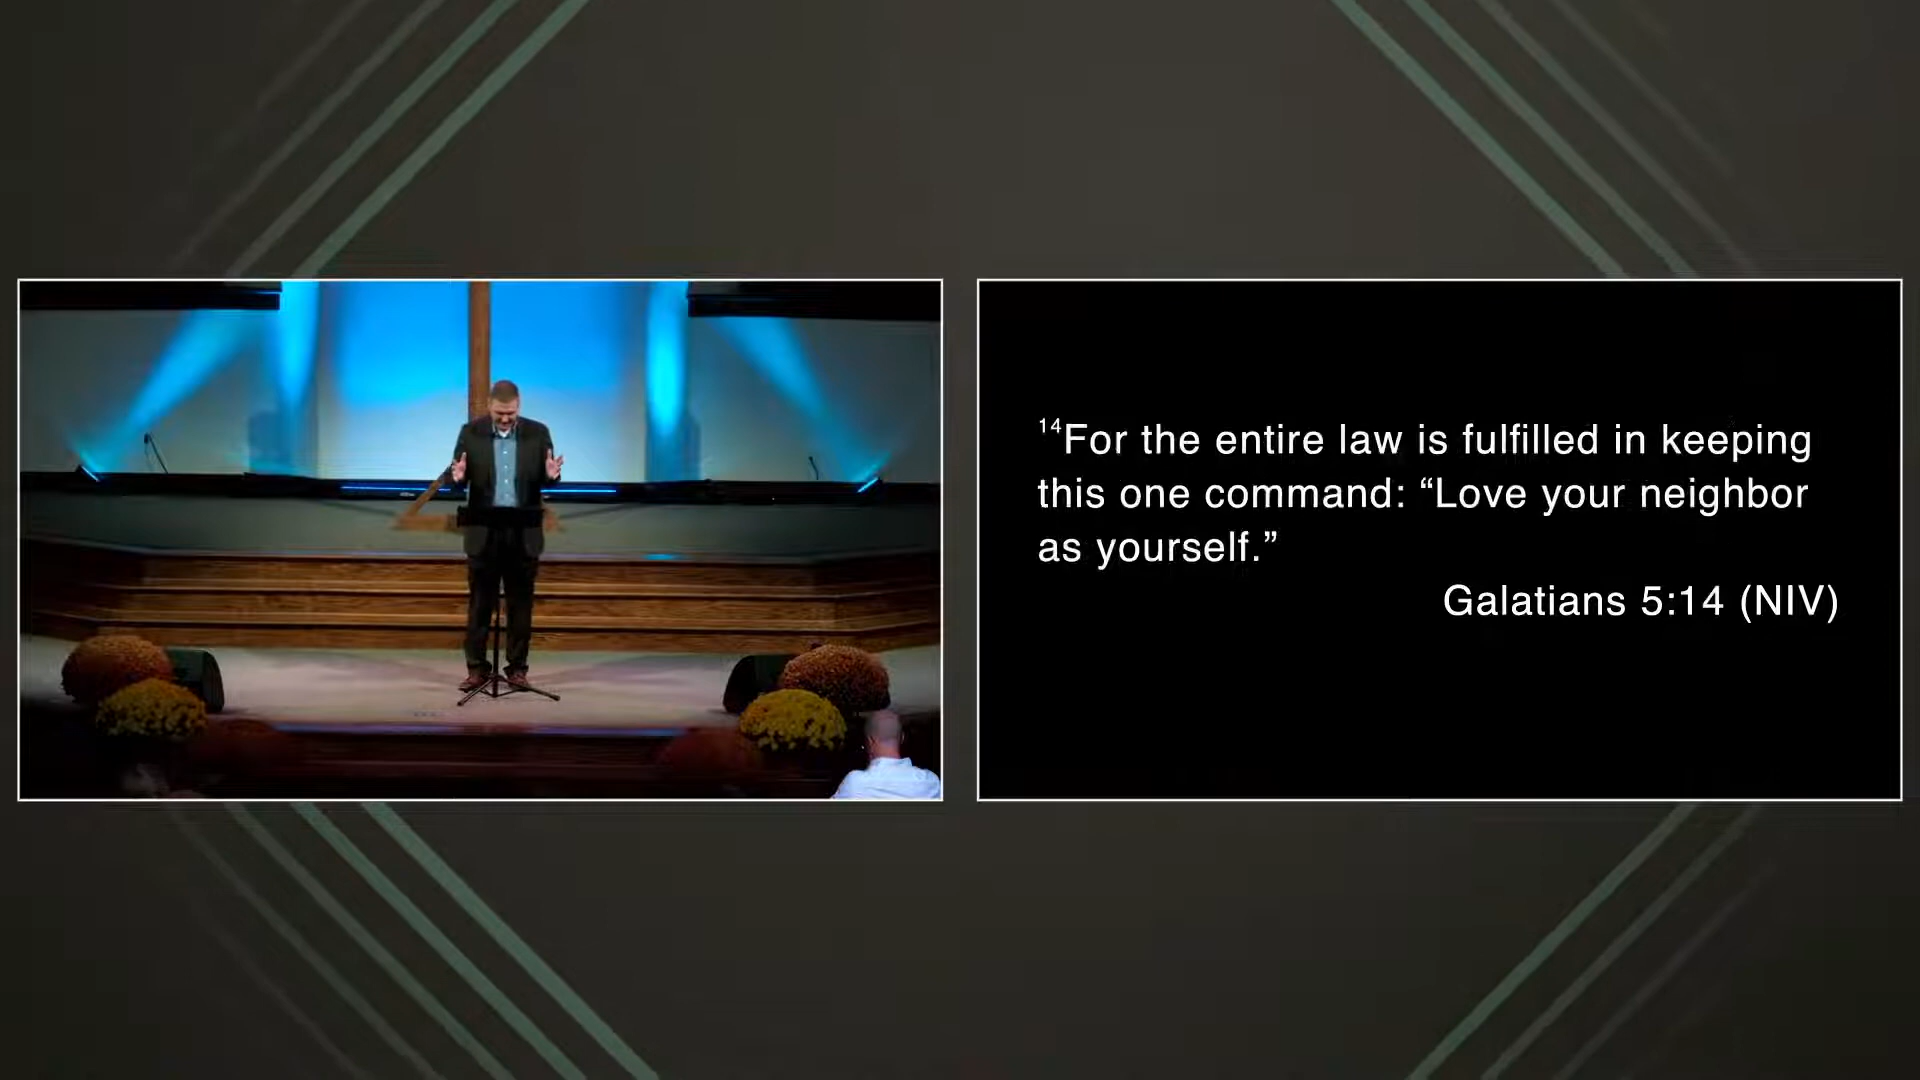 ¹⁴For the entire law is fulfilled in keeping
this one command: “Love your neighbor
as yourself.”
Galatians 5:14 (NIV)